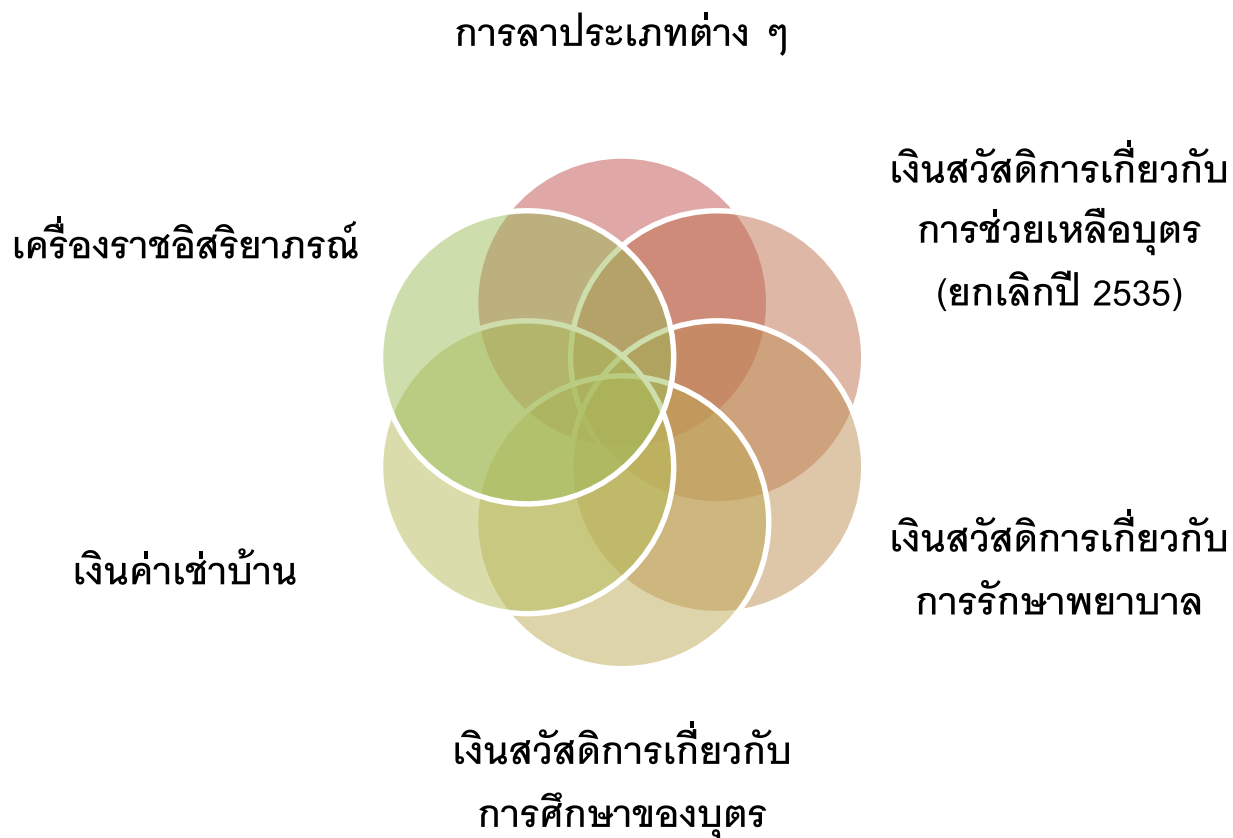 การลาประเภทต่าง ๆ
เงินสวัสดิการเกี่ยวกับ
การช่วยเหลือบุตร
(ยกเลิกปี 2535)
เงินสวัสดิการเกี่ยวกับ
การรักษาพยาบาล
เงินสวัสดิการเกี่ยวกับ
การศึกษาของบุตร
เงินค่าเช่าบ้าน
เครื่องราชอิสริยาภรณ์